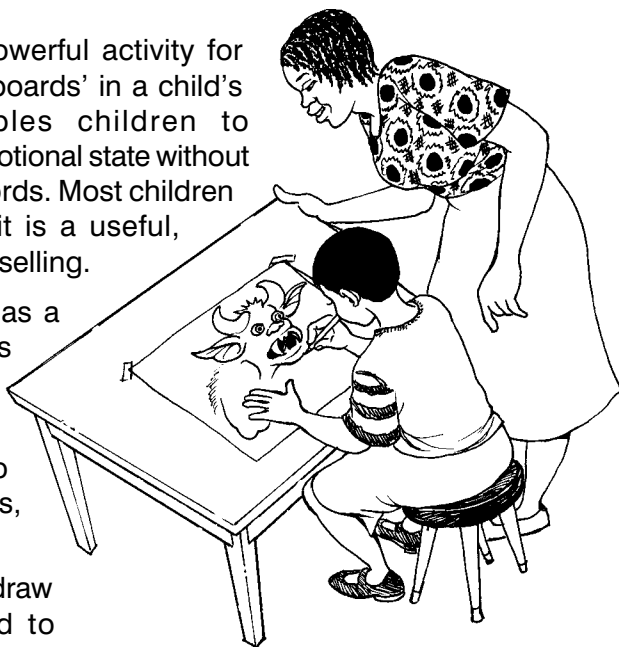 owerful activity for
boards’ in a child’s
bles children to
otional state without
rds. Most children
it is a useful,
selling.
as a
s
o
s,
draw
d to